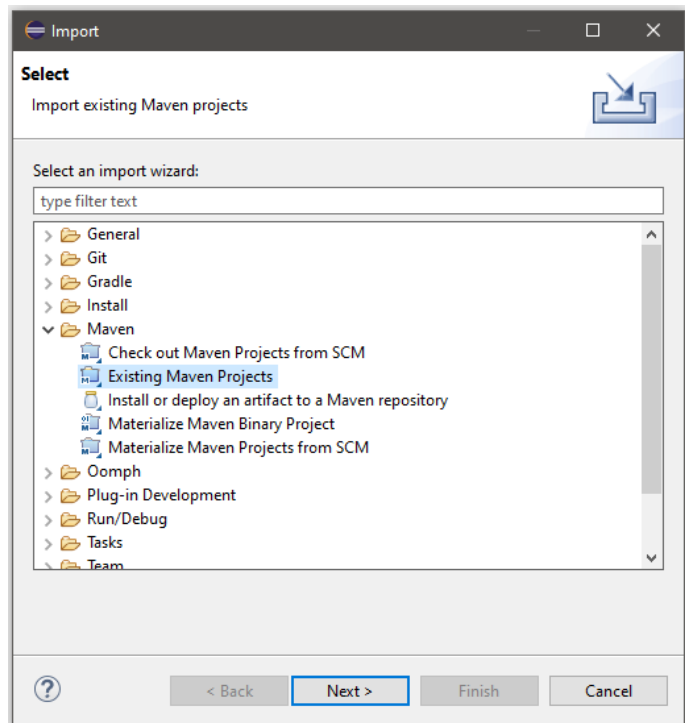 Import
Select
Import existing Maven projects
Select an import wizard:
type filter text
General
Git
Gradle
Install
Maven
Check out Maven Projects from SCM
Existing Maven Projects
Install or deploy an artifact to a Maven repository
Materialize Maven Binary Project
Materialize Maven Projects from SCM
Oomph
Plug-in Development
Run/Debug
Tasks
Team
< Back Next > Finish Cancel